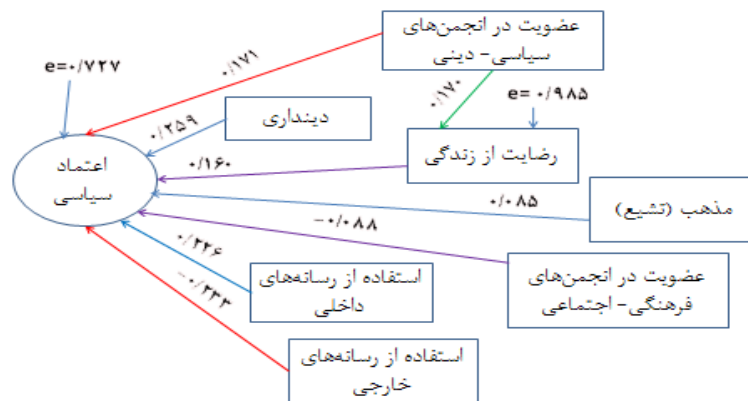 عضویت در انجمن‌های
سیاسی- دینی
e=۰/۷۲۷
۰/۱۷۱
۰/۱۷۰
e= ۰/۹۸۵
دینداری
۰/۲۵۹
رضایت از زندگی
اعتماد
سیاسی
۰/۱۶۰
مذهب (تشیع)
۰/۰۸۵
-۰/۰۸۸
عضویت در انجمن‌های
فرهنگی- اجتماعی
۰/۲۲۶
استفاده از رسانه‌های
داخلی
-۰/۲۳۳
استفاده از رسانه‌های
خارجی